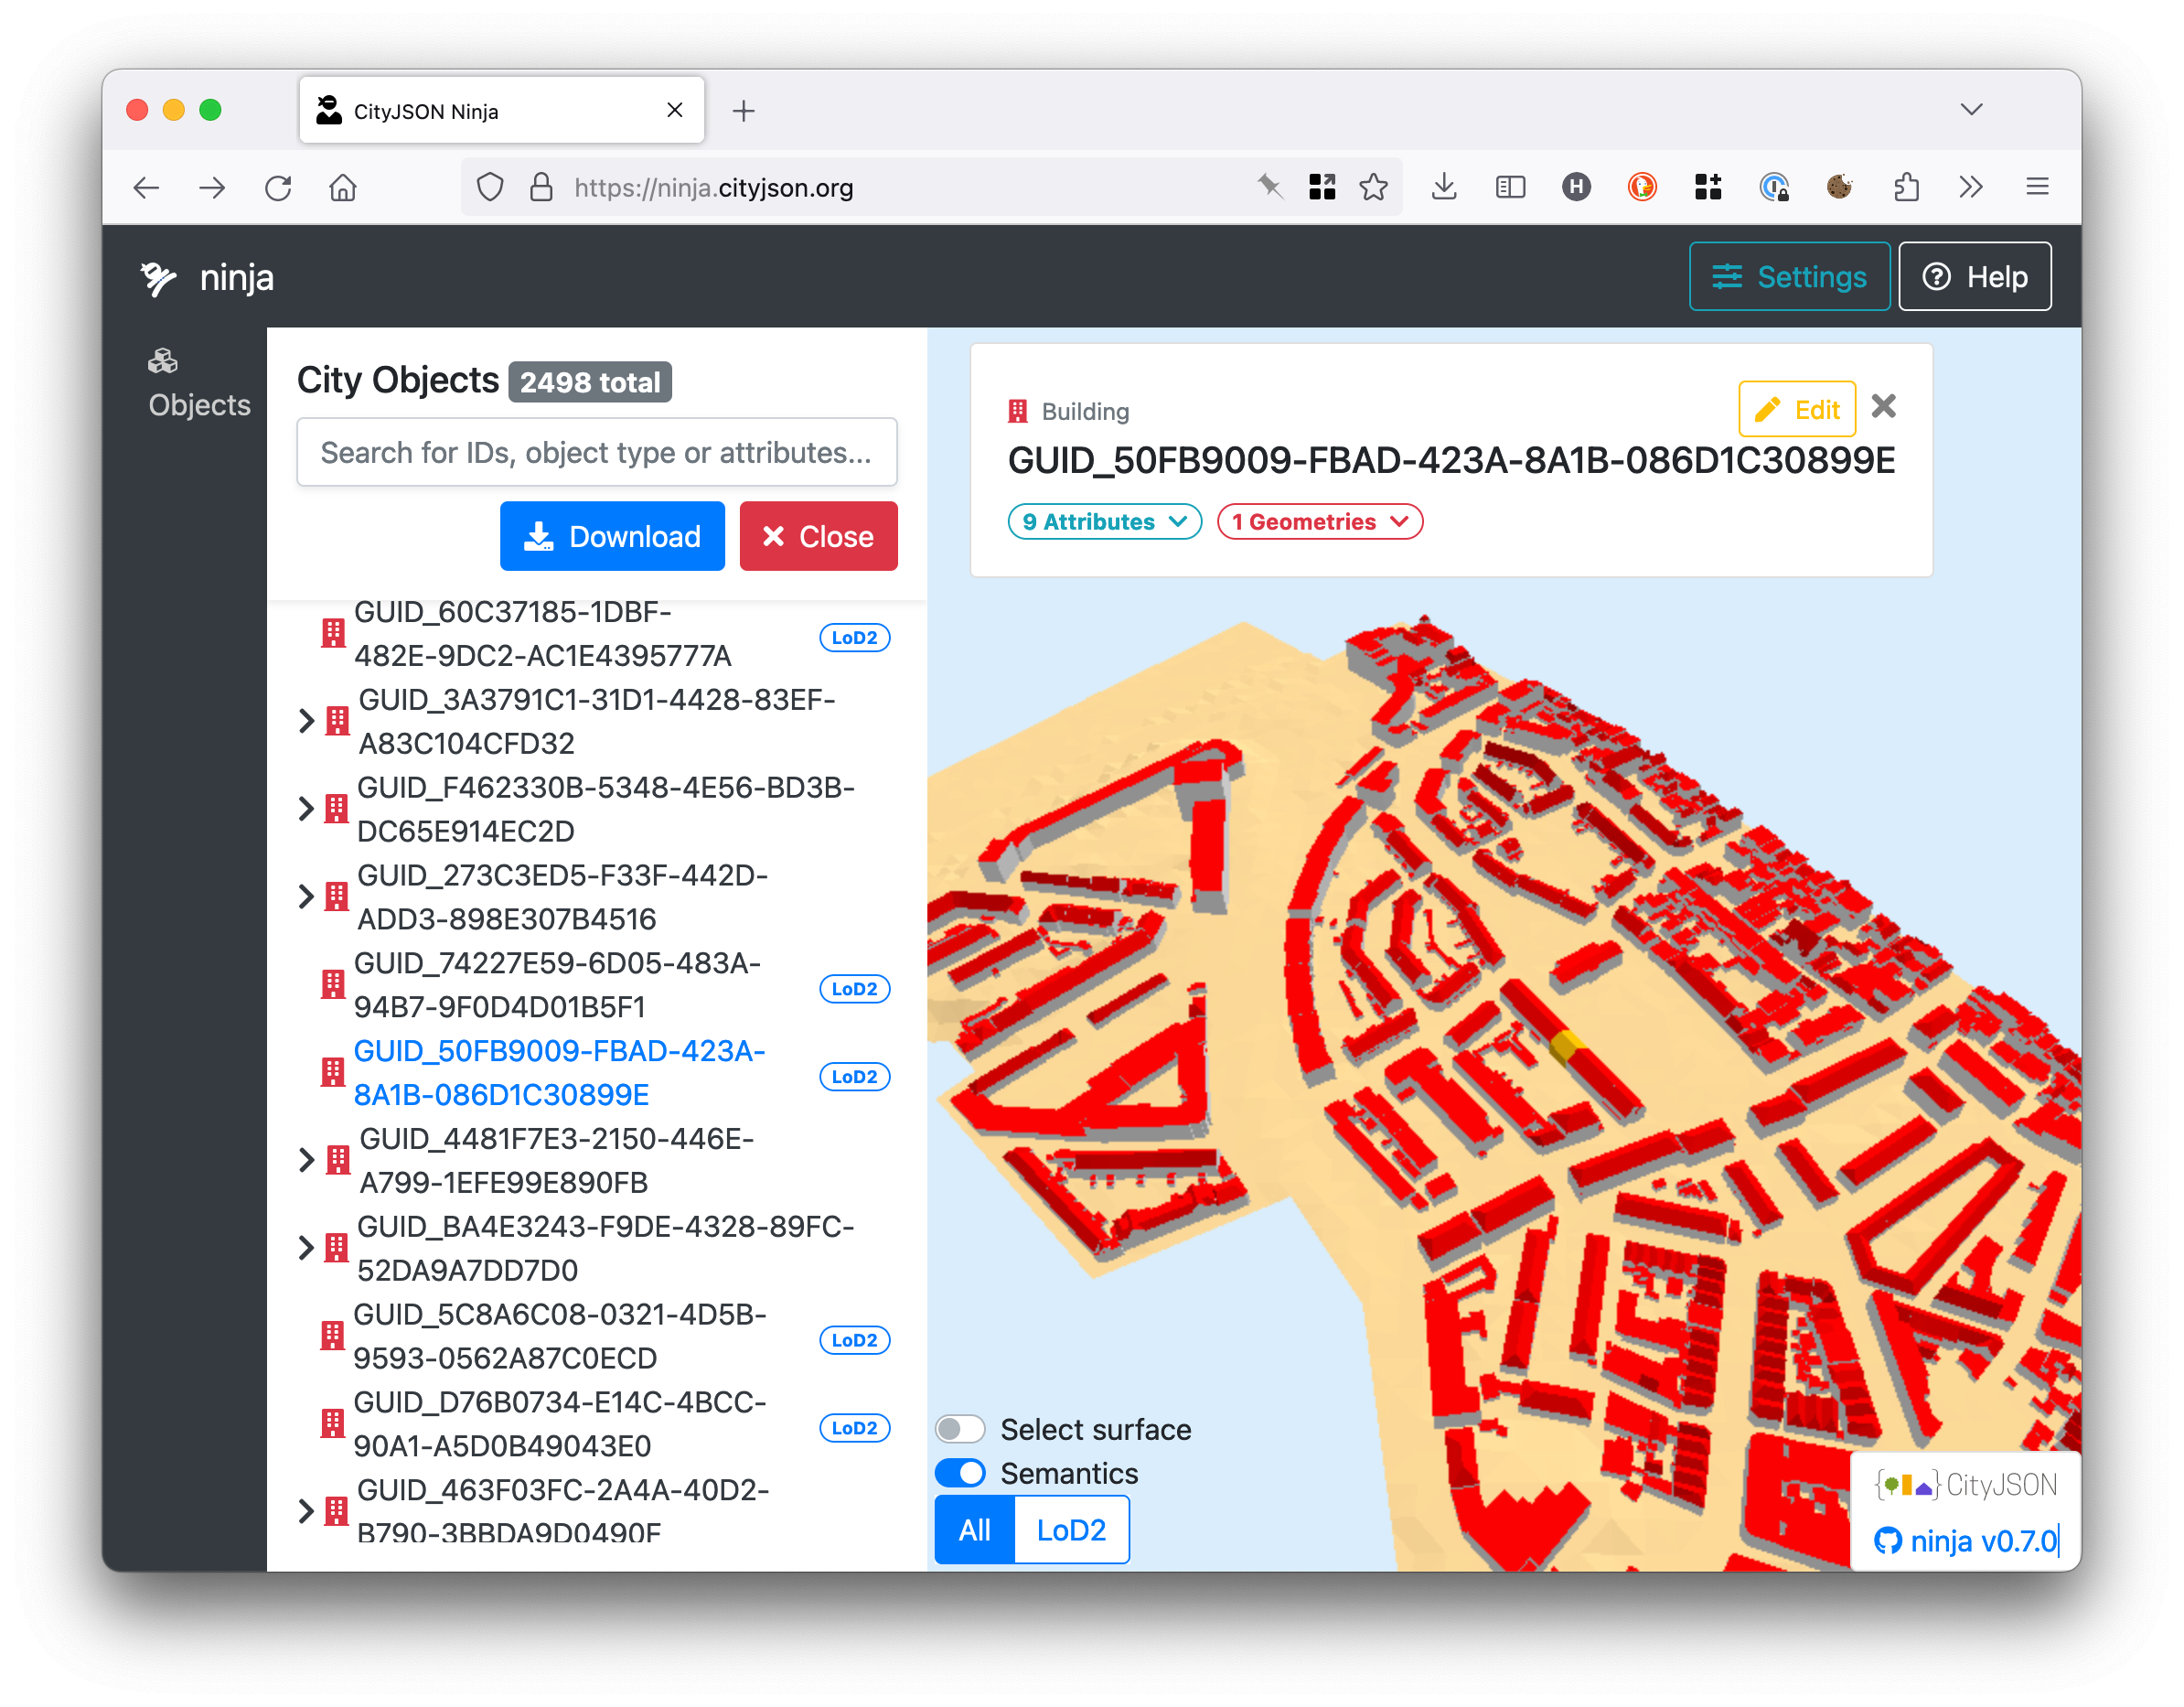 CityJSON Ninja
https://ninja.cityjson.org
H
ninja
Settings
Help
Objects
City Objects 2498 total
Search for IDs, object type or attributes...
Download
Close
GUID_60C37185-1DBF-
482E-9DC2-AC1E4395777A
LoD2
GUID_3A3791C1-31D1-4428-83EF-
A83C104CFD32
GUID_F462330B-5348-4E56-BD3B-
DC65E914EC2D
GUID_273C3ED5-F33F-442D-
ADD3-898E307B4516
GUID_74227E59-6D05-483A-
94B7-9F0D4D01B5F1
LoD2
GUID_50FB9009-FBAD-423A-
8A1B-086D1C30899E
LoD2
GUID_4481F7E3-2150-446E-
A799-1EFE99E890FB
GUID_BA4E3243-F9DE-4328-89FC-
52DA9A7DD7D0
GUID_5C8A6C08-0321-4D5B-
9593-0562A87C0ECD
LoD2
GUID_D76B0734-E14C-4BCC-
90A1-A5D0B49043E0
LoD2
GUID_463F03FC-2A4A-40D2-
B790-3BBDA9D0490F
Building
Edit
GUID_50FB9009-FBAD-423A-8A1B-086D1C30899E
9 Attributes
1 Geometries
Select surface
Semantics
All
LoD2
{ } CityJSON
ninja v0.7.0